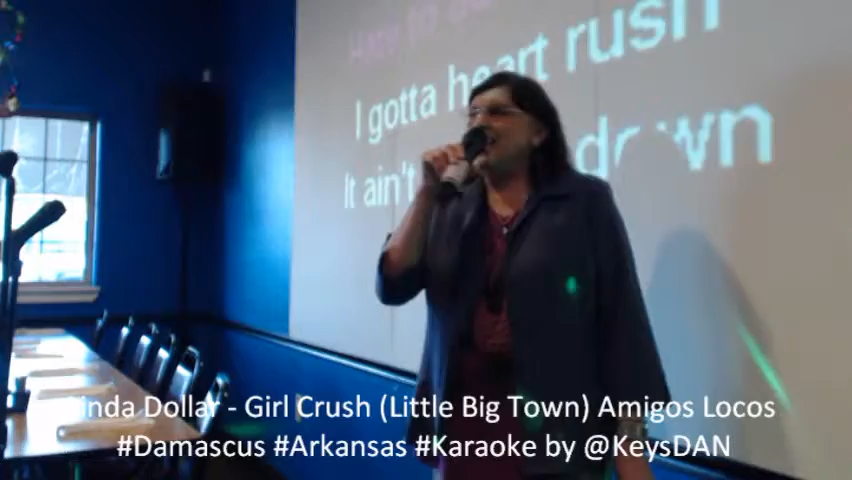 I gotta heart rush
It ain't down
inda Dollar - Girl Crush (Little Big Town) Amigos Locos
#Damascus #Arkansas #Karaoke by @KeysDAN